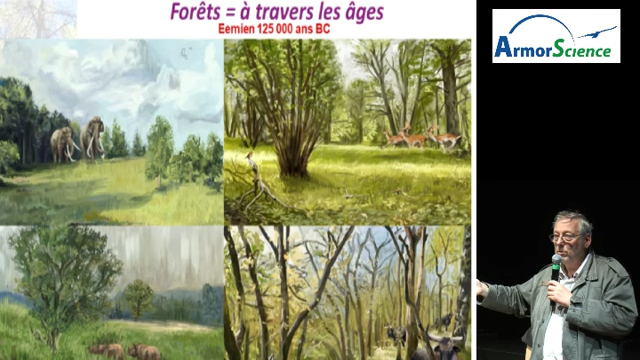 Forêts = à travers les âges
Eemien 125 000 ans BC
ArmorScience